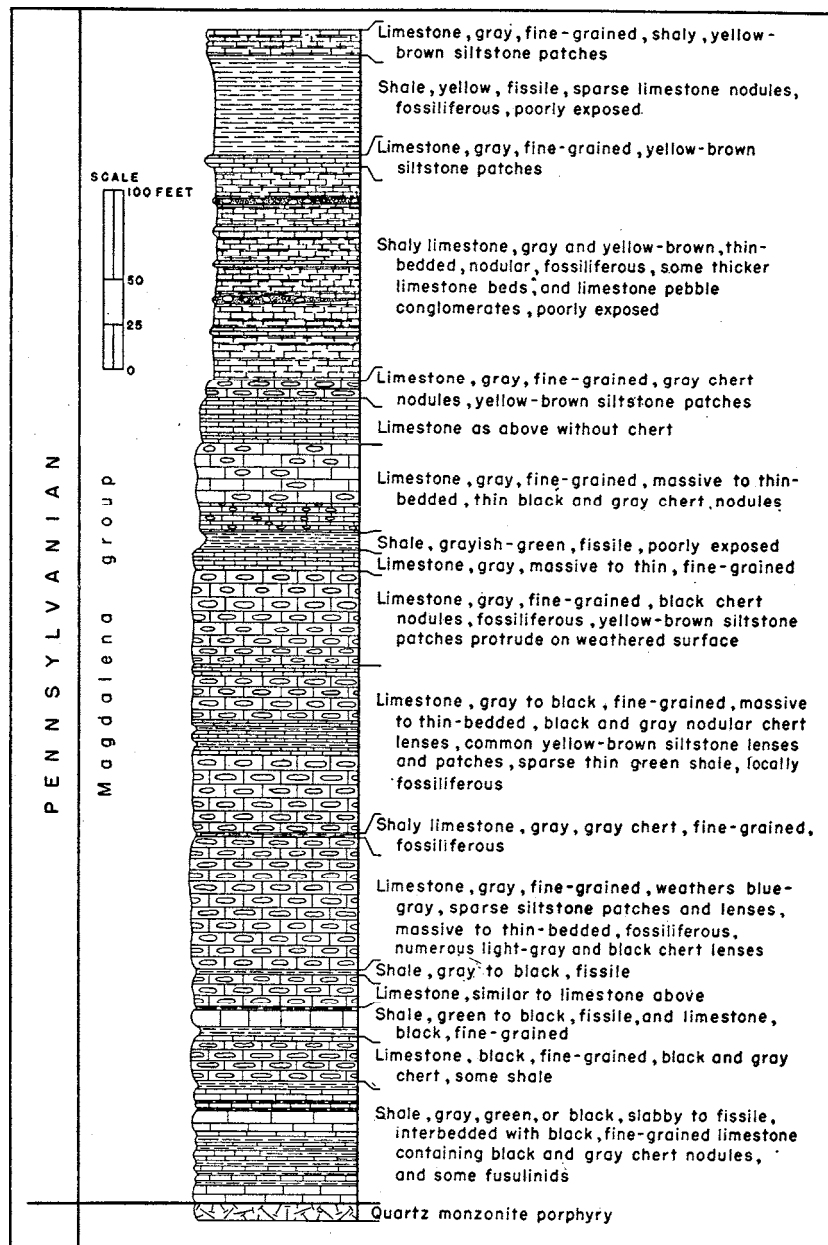 Limestone, gray, fine-grained, shaly, yellow-
brown siltstone patches
Shale, yellow, fissile, sparse limestone nodules,
fossiliferous, poorly exposed.
Limestone, gray, fine-grained, yellow-brown
siltstone patches
SCALE
100 FEET
50
25
0
Shaly limestone, gray and yellow-brown, thin-
bedded, nodular, fossiliferous, some thicker
limestone beds, and limestone pebble
conglomerates, poorly exposed
Limestone, gray, fine-grained, gray chert
nodules, yellow-brown siltstone patches
Limestone as above without chert
PENNSYLVANIAN
Magdalena group
Limestone, gray, fine-grained, massive to thin-
bedded, thin black and gray chert nodules
Shale, grayish-green, fissile, poorly exposed
Limestone, gray, massive to thin, fine-grained
Limestone, gray, fine-grained, black chert
nodules, fossiliferous, yellow-brown siltstone
patches protrude on weathered surface
Limestone, gray to black, fine-grained, massive
to thin-bedded, black and gray nodular chert
lenses, common yellow-brown siltstone lenses
and patches, sparse thin green shale, locally
fossiliferous
Shaly limestone, gray, gray chert, fine-grained,
fossiliferous
Limestone, gray, fine-grained, weathers blue-
gray, sparse siltstone patches and lenses,
massive to thin-bedded, fossiliferous,
numerous light-gray and black chert lenses
Shale, gray to black, fissile
Limestone, similar to limestone above
Shale, green to black, fissile, and limestone,
black, fine-grained
Limestone, black, fine-grained, black and gray
chert, some shale
Shale, gray, green, or black, slabby to fissile,
interbedded with black, fine-grained limestone
containing black and gray chert nodules,
and some fusulinids
Quartz monzonite porphyry